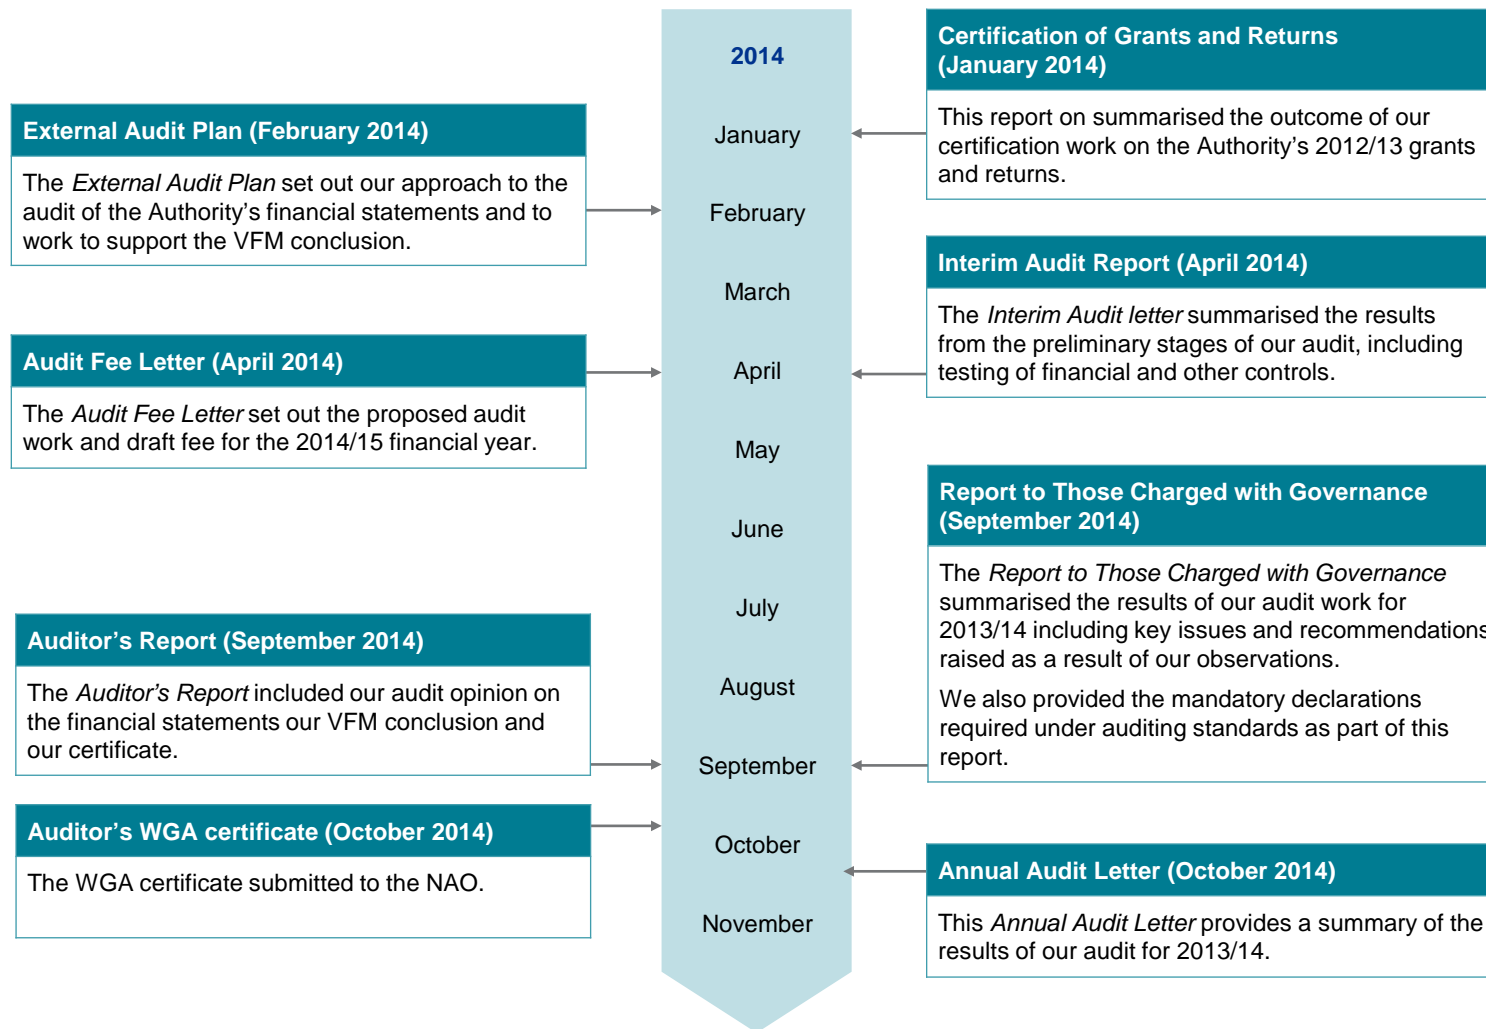 2014
January
February
March
April
May
June
July
August
September
October
November
External Audit Plan (February 2014)
The External Audit Plan set out our approach to the
audit of the Authority’s financial statements and to
work to support the VFM conclusion.
Audit Fee Letter (April 2014)
The Audit Fee Letter set out the proposed audit
work and draft fee for the 2014/15 financial year.
Auditor’s Report (September 2014)
The Auditor’s Report included our audit opinion on
the financial statements our VFM conclusion and
our certificate.
Auditor’s WGA certificate (October 2014)
The WGA certificate submitted to the NAO.
Certification of Grants and Returns
(January 2014)
This report on summarised the outcome of our
certification work on the Authority’s 2012/13 grants
and returns.
Interim Audit Report (April 2014)
The Interim Audit letter summarised the results
from the preliminary stages of our audit, including
testing of financial and other controls.
Report to Those Charged with Governance
(September 2014)
The Report to Those Charged with Governance
summarised the results of our audit work for
2013/14 including key issues and recommendations
raised as a result of our observations.
We also provided the mandatory declarations
required under auditing standards as part of this
report.
Annual Audit Letter (October 2014)
This Annual Audit Letter provides a summary of the
results of our audit for 2013/14.